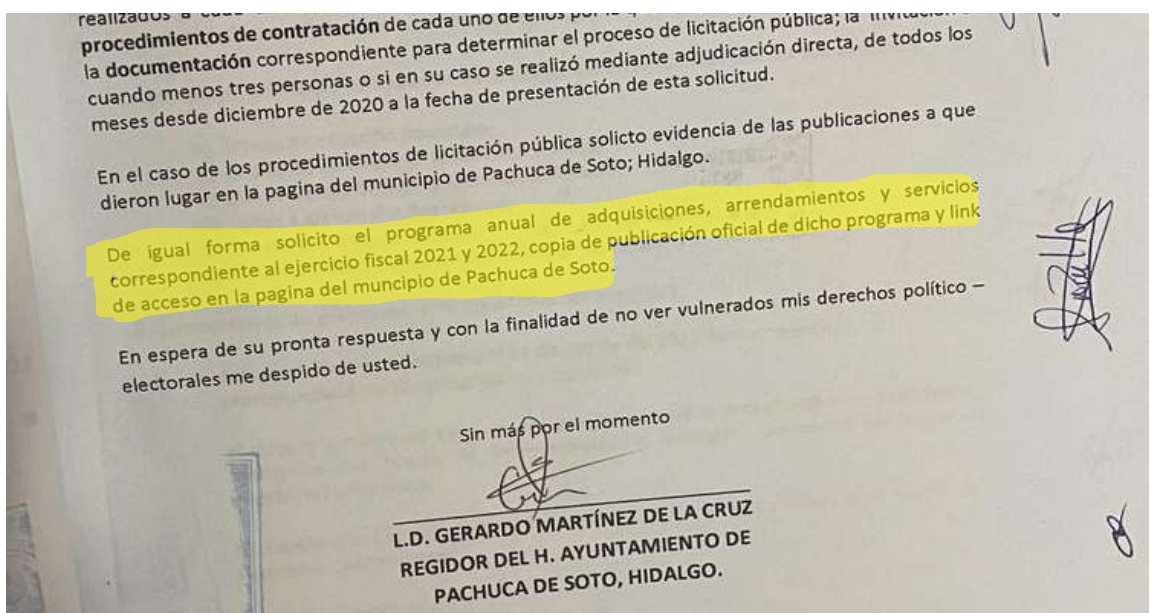 realizados a cada
procedimientos de contratación de cada uno de ellos por
la documentación correspondiente para determinar el proceso de licitación pública; la invitación
cuando menos tres personas o si en su caso se realizó mediante adjudicación directa, de todos los
meses desde diciembre de 2020 a la fecha de presentación de esta solicitud.
En el caso de los procedimientos de licitación pública solicto evidencia de las publicaciones a que
dieron lugar en la pagina del municipio de Pachuca de Soto; Hidalgo.
De igual forma solicito el programa anual de adquisiciones, arrendamientos y servicios
correspondiente al ejercicio fiscal 2021 y 2022, copia de publicación oficial de dicho programa y link
de acceso en la pagina del muncipio de Pachuca de Soto.
En espera de su pronta respuesta y con la finalidad de no ver vulnerados mis derechos político –
electorales me despido de usted.
Sin más por el momento
L.D. GERARDO MARTÍNEZ DE LA CRUZ
REGIDOR DEL H. AYUNTAMIENTO DE
PACHUCA DE SOTO, HIDALGO.